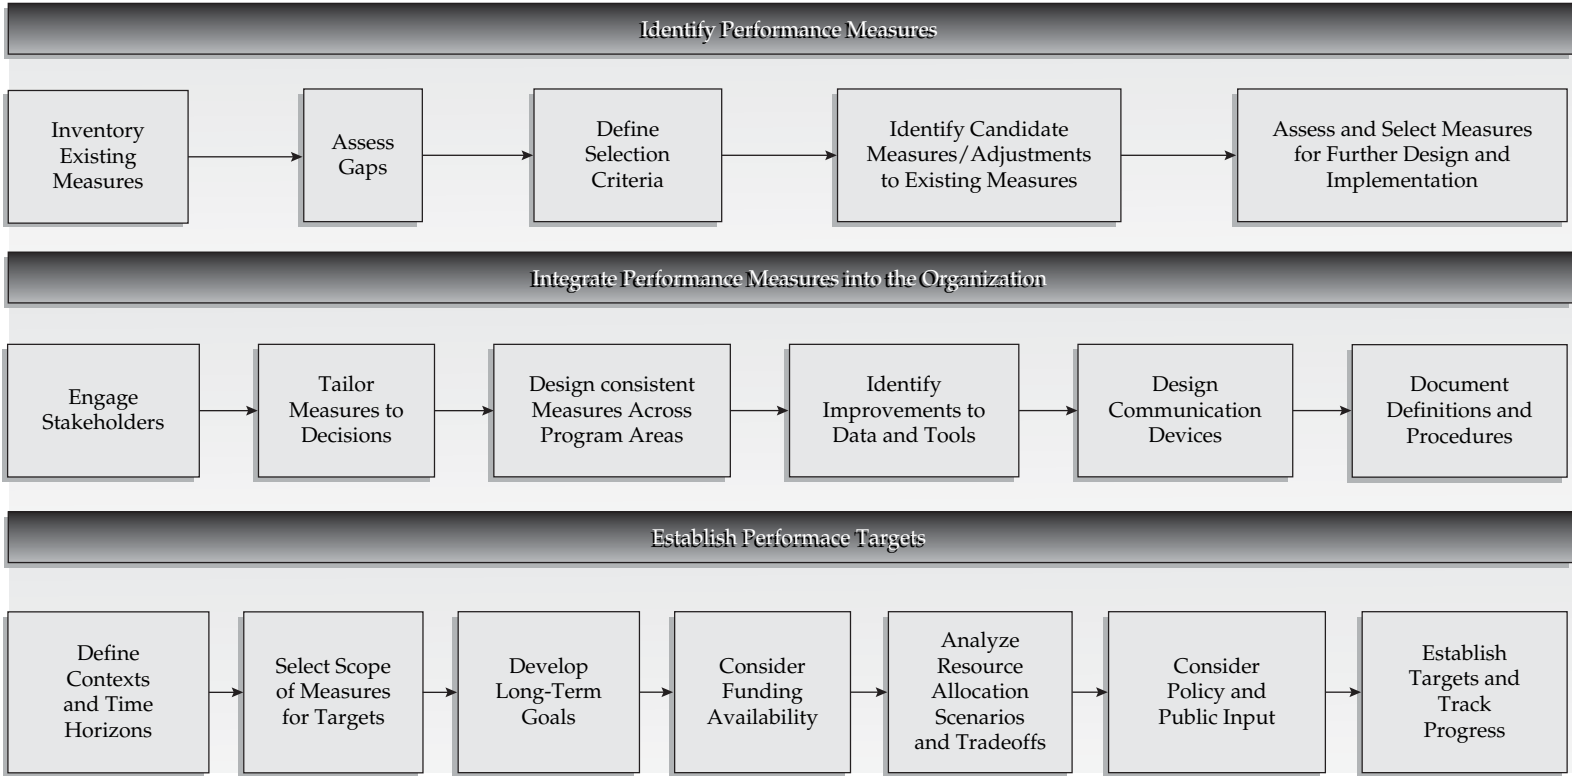 Identify Performance Measures
Inventory
Existing
Measures
Assess
Gaps
Define
Selection
Criteria
Identify Candidate
Measures/Adjustments
to Existing Measures
Assess and Select Measures
for Further Design and
Implementation
Integrate Performance Measures into the Organization
Engage
Stakeholders
Tailor
Measures to
Decisions
Design consistent
Measures Across
Program Areas
Identify
Improvements to
Data and Tools
Design
Communication
Devices
Document
Definitions and
Procedures
Establish Performace Targets
Define
Contexts
and Time
Horizons
Select Scope
of Measures
for Targets
Develop
Long-Term
Goals
Consider
Funding
Availability
Analyze
Resource
Allocation
Scenarios
and Tradeoffs
Consider
Policy and
Public Input
Establish
Targets and
Track
Progress